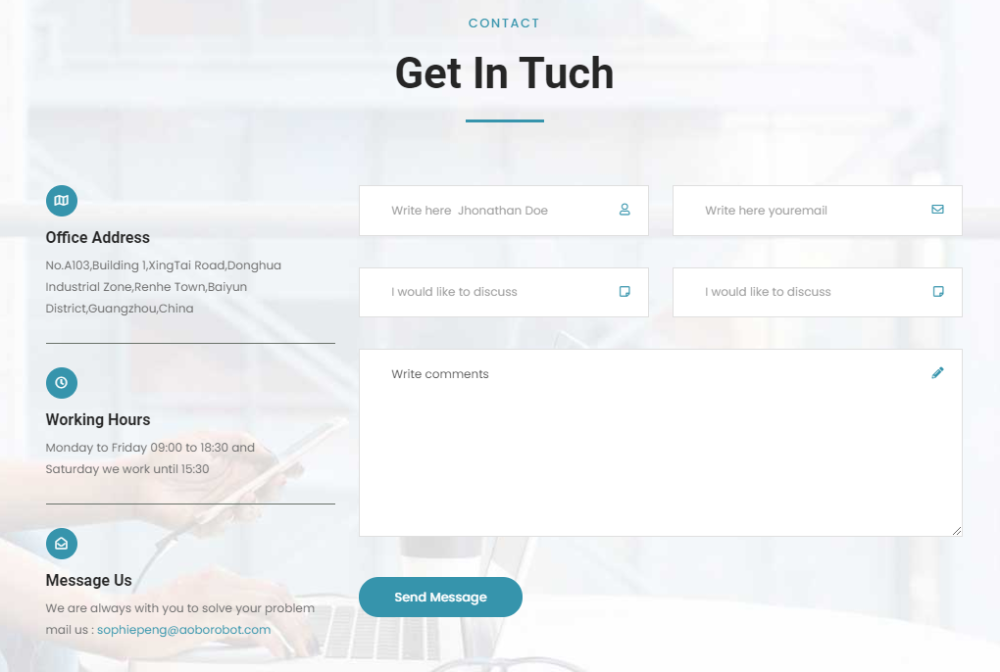 CONTACT
Get In Tuch
Office Address
No.A103,Building 1,XingTai Road,Donghua
Industrial Zone,Renhe Town,Baiyun
District,Guangzhou,China
Working Hours
Monday to Friday 09:00 to 18:30 and
Saturday we work until 15:30
Message Us
We are always with you to solve your problem
mail us : sophiepeng@aoborobot.com
Write here  Jhonathan Doe
Write here youremail
I would like to discuss
I would like to discuss
Write comments
Send Message